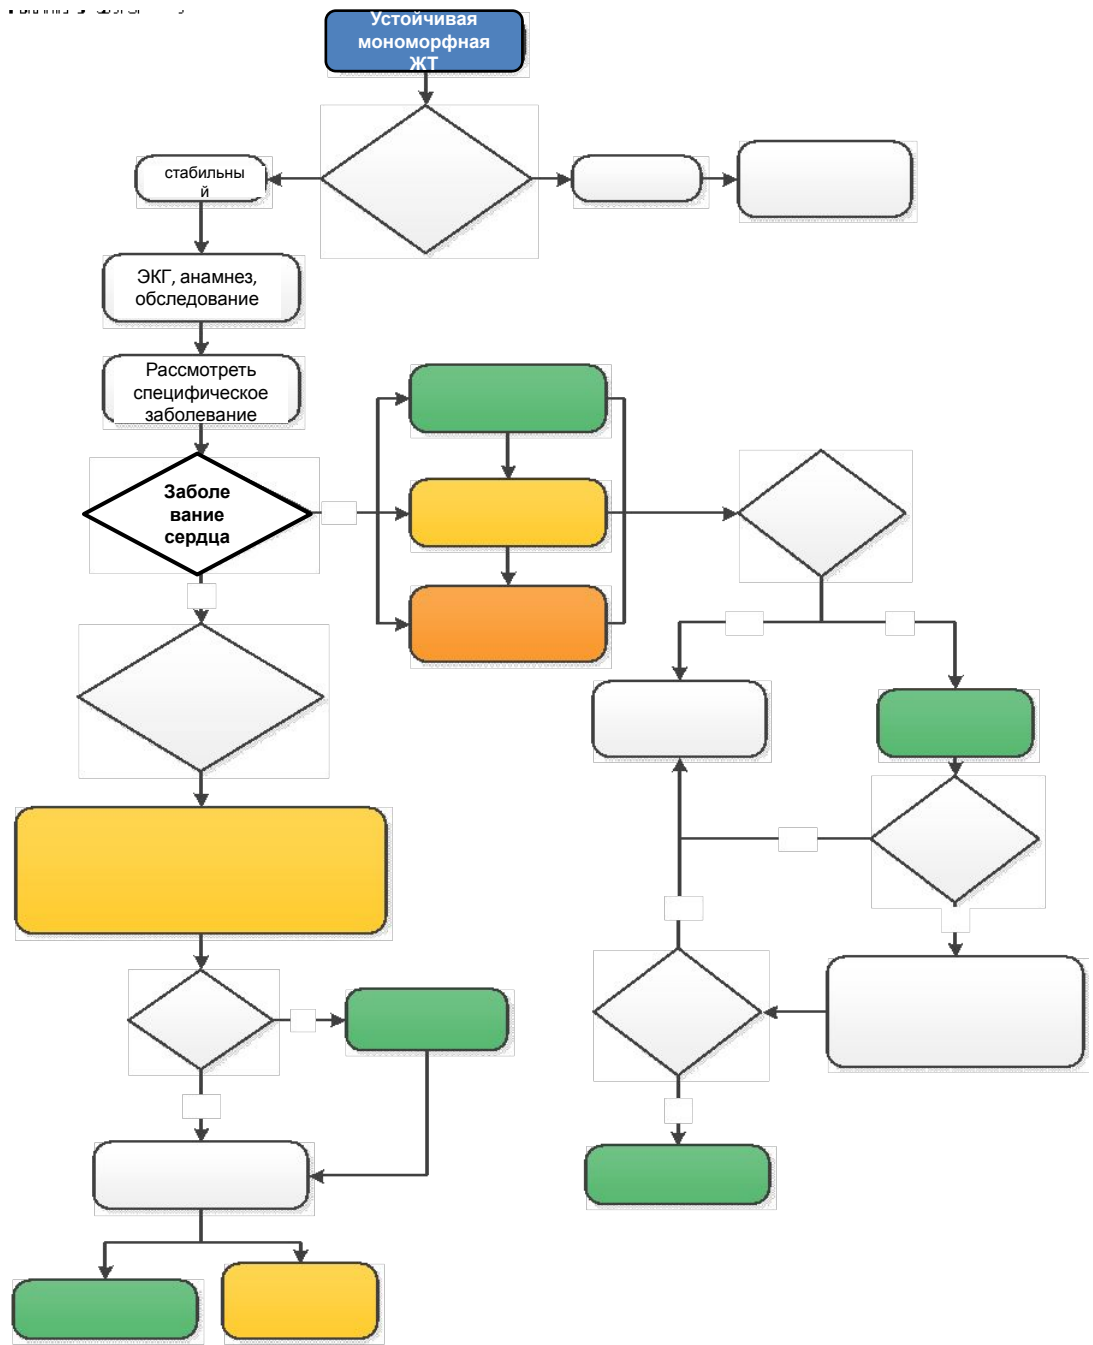 Устойчивая
мономорфная
ЖТ
стабильны
й
ЭКГ, анамнез,
обследование
Рассмотреть
специфическое
заболевание
Заболе
вание
сердца